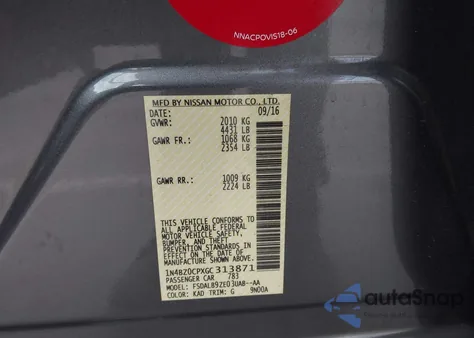 NNACPOVIS18-06
MFD BY NISSAN MOTOR CO., LTD.
DATE: 09/16
GVWR: 2010 KG
4431 LB
GAWR FR.: 1068 KG
2354 LB
GAWR RR.: 1009 KG
2224 LB
THIS VEHICLE CONFORMS TO
ALL APPLICABLE FEDERAL
MOTOR VEHICLE SAFETY,
BUMPER, AND THEFT
PREVENTION STANDARDS IN
EFFECT ON THE DATE OF
MANUFACTURE SHOWN ABOVE.
1N4BZ0CPXGC313871
PASSENGER CAR 783
MODEL: FSDALB9ZE03UAB--AA
COLOR: KAD TRIM: G 9N00A
autoSnap